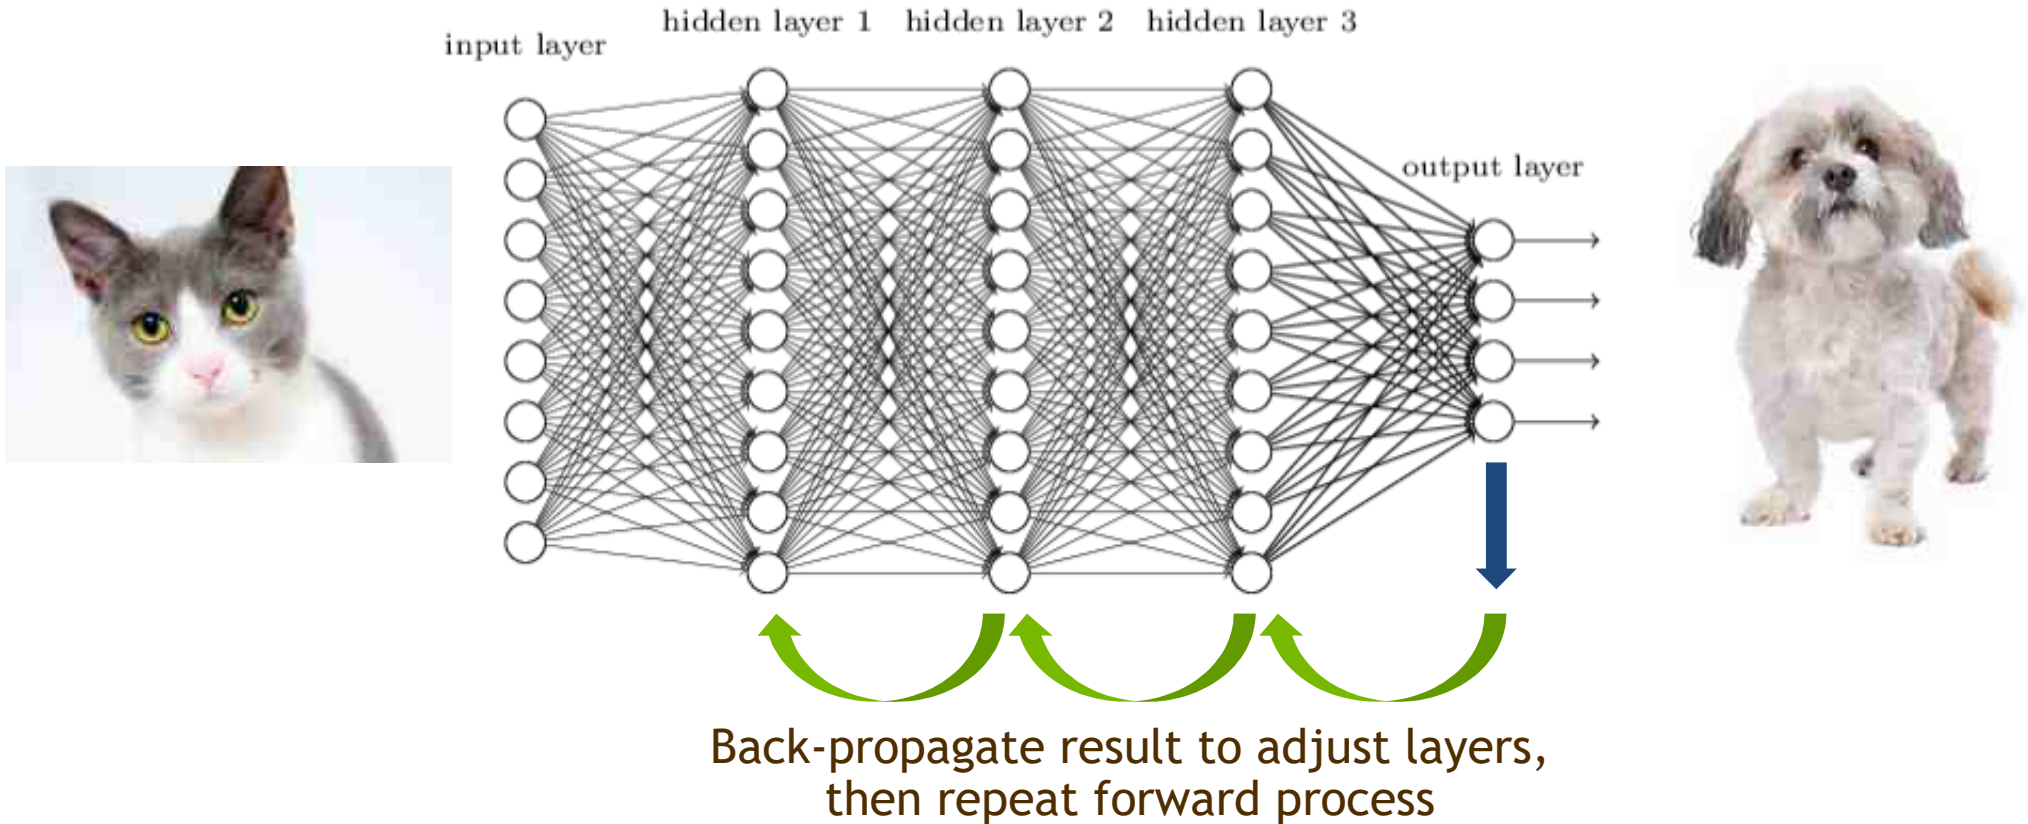 input layer
hidden layer 1
hidden layer 2
hidden layer 3
output layer
Back-propagate result to adjust layers,
then repeat forward process